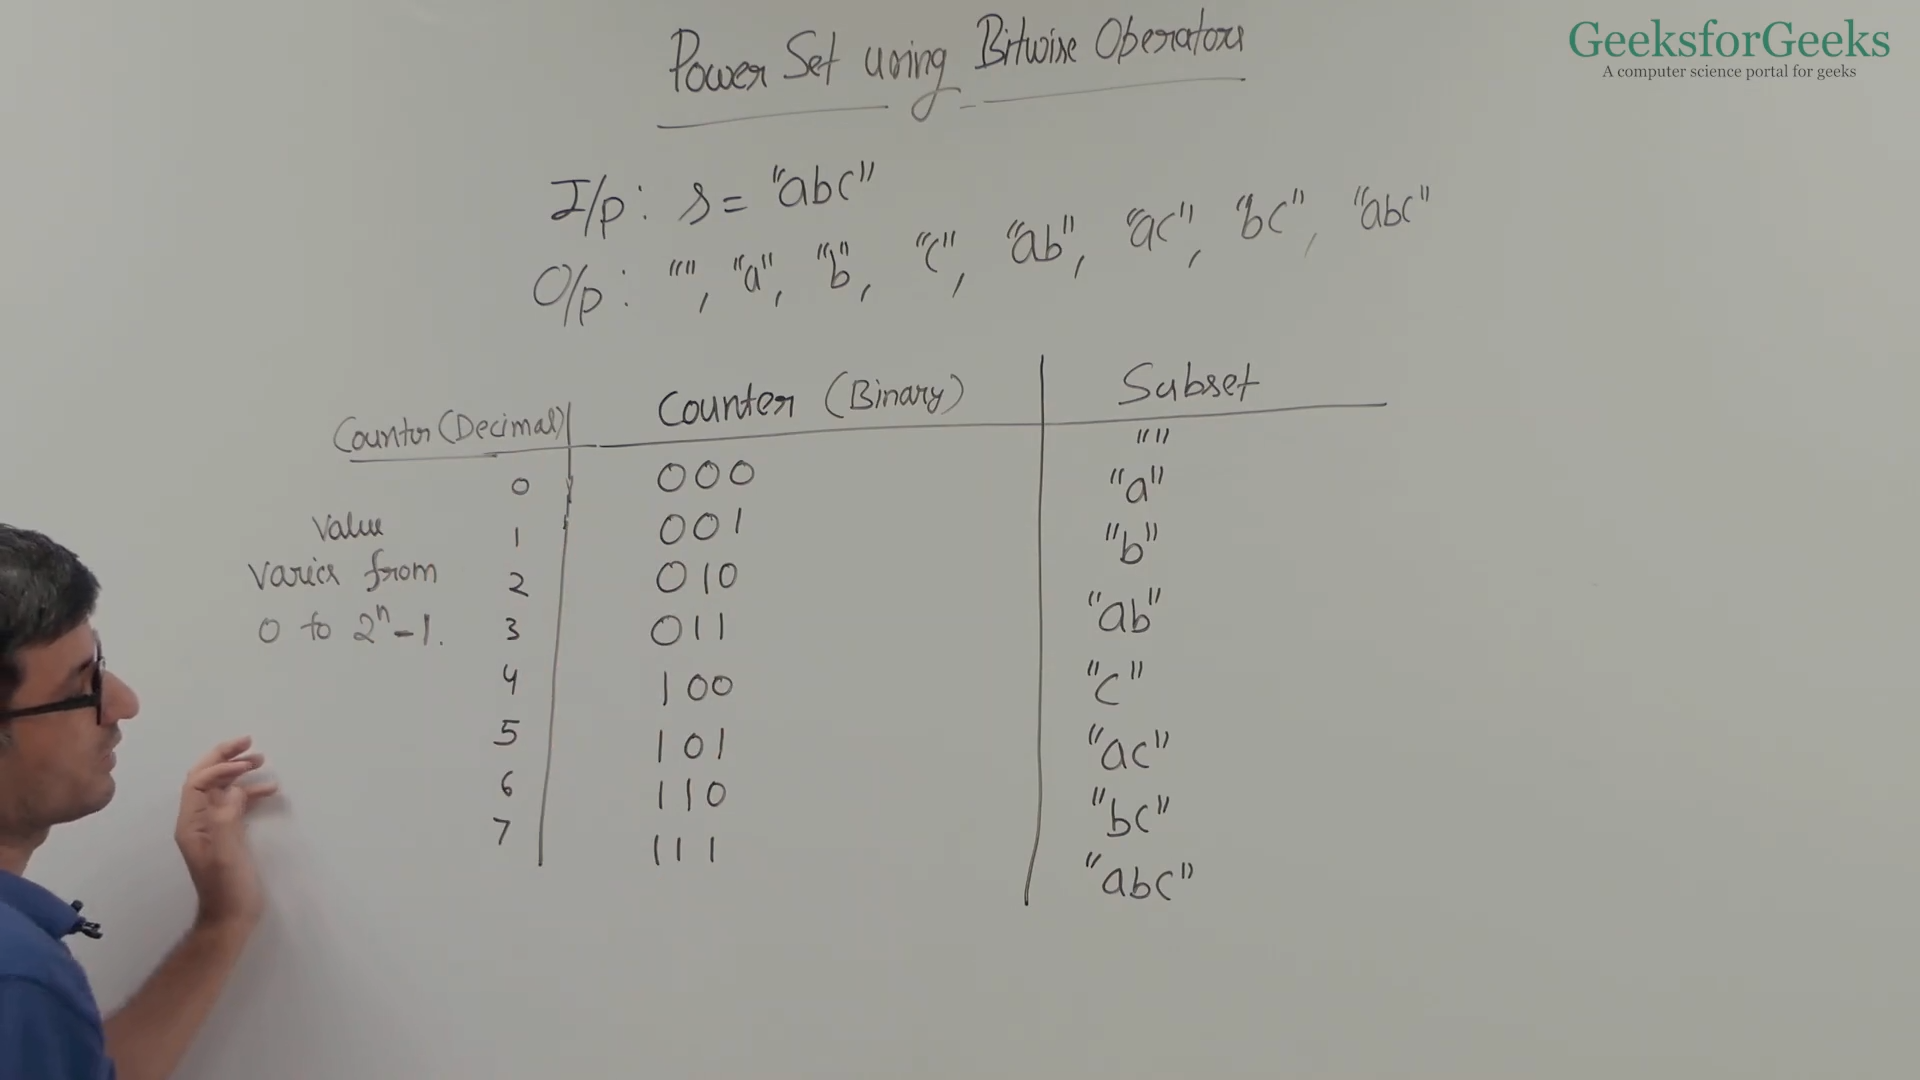 GeeksforGeeks
A computer science portal for geeks
Power Set using Bitwise Operators
I/p: s = "abc"
O/p: "", "a", "b", "c", "ab", "ac", "bc", "abc"
Counter (Decimal) Counter (Binary) Subset
0 000 ""
1 001 "a"
2 010 "b"
3 011 "ab"
4 100 "c"
5 101 "ac"
6 110 "bc"
7 111 "abc"
Value
varies from
0 to 2ⁿ-1.